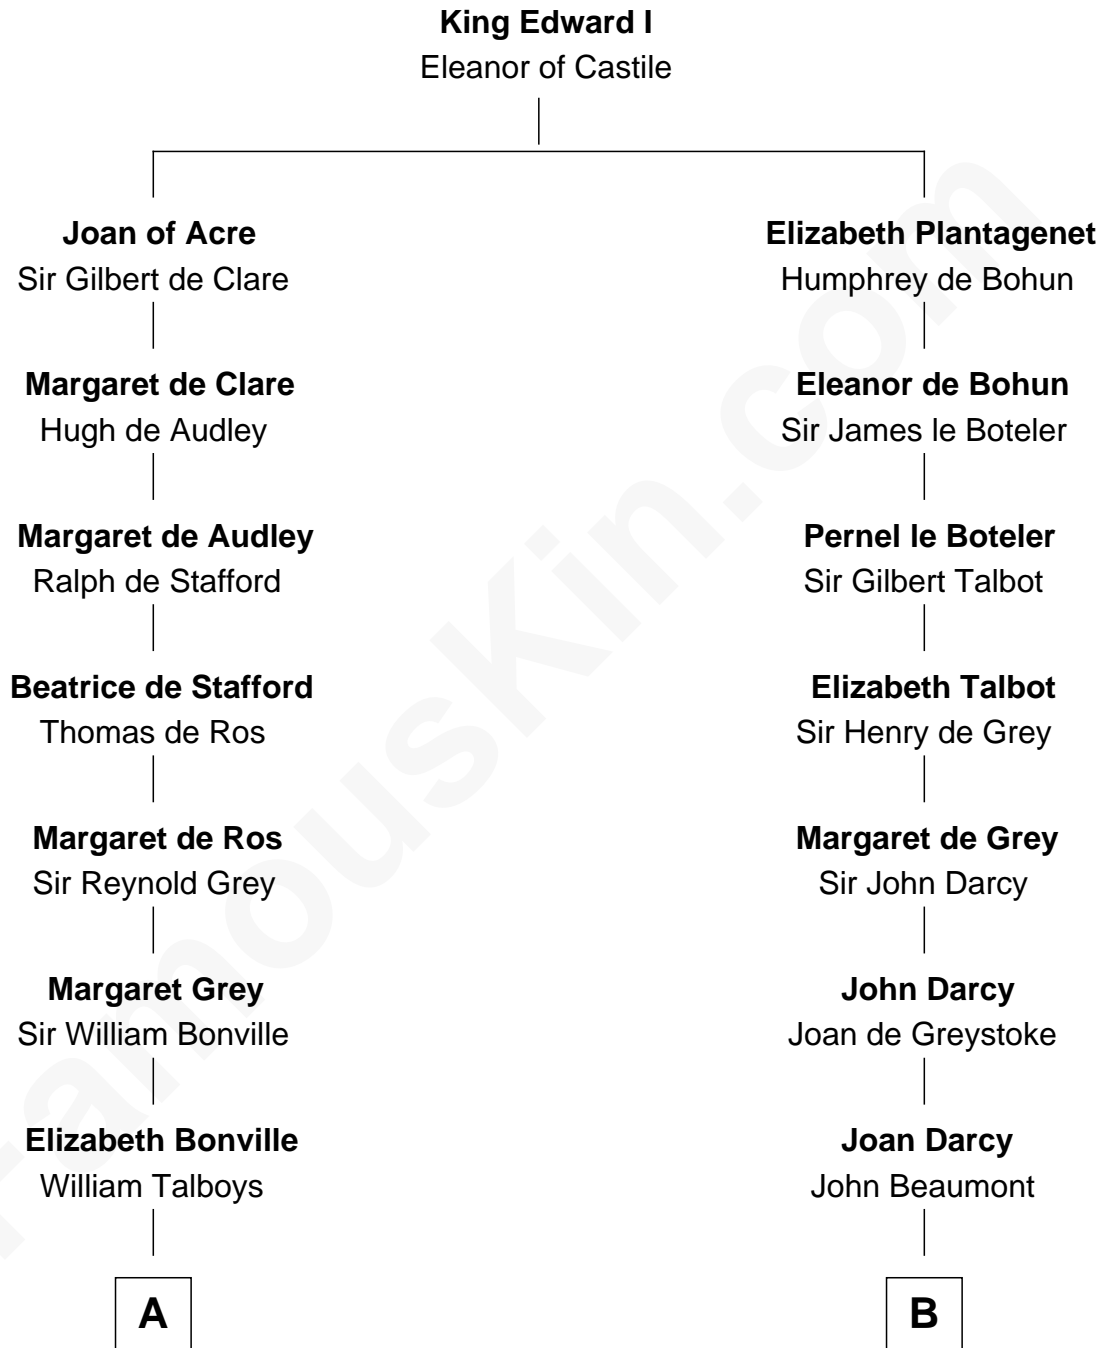 King Edward I
Eleanor of Castile
Joan of Acre
Sir Gilbert de Clare
Elizabeth Plantagenet
Humphrey de Bohun
Margaret de Clare
Hugh de Audley
Eleanor de Bohun
Sir James le Boteler
Margaret de Audley
Ralph de Stafford
Pernel le Boteler
Sir Gilbert Talbot
Beatrice de Stafford
Thomas de Ros
Elizabeth Talbot
Sir Henry de Grey
Margaret de Ros
Sir Reynold Grey
Margaret de Grey
Sir John Darcy
Margaret Grey
Sir William Bonville
John Darcy
Joan de Greystoke
Elizabeth Bonville
William Talboys
Joan Darcy
John Beaumont
A
B
FamousKin.com